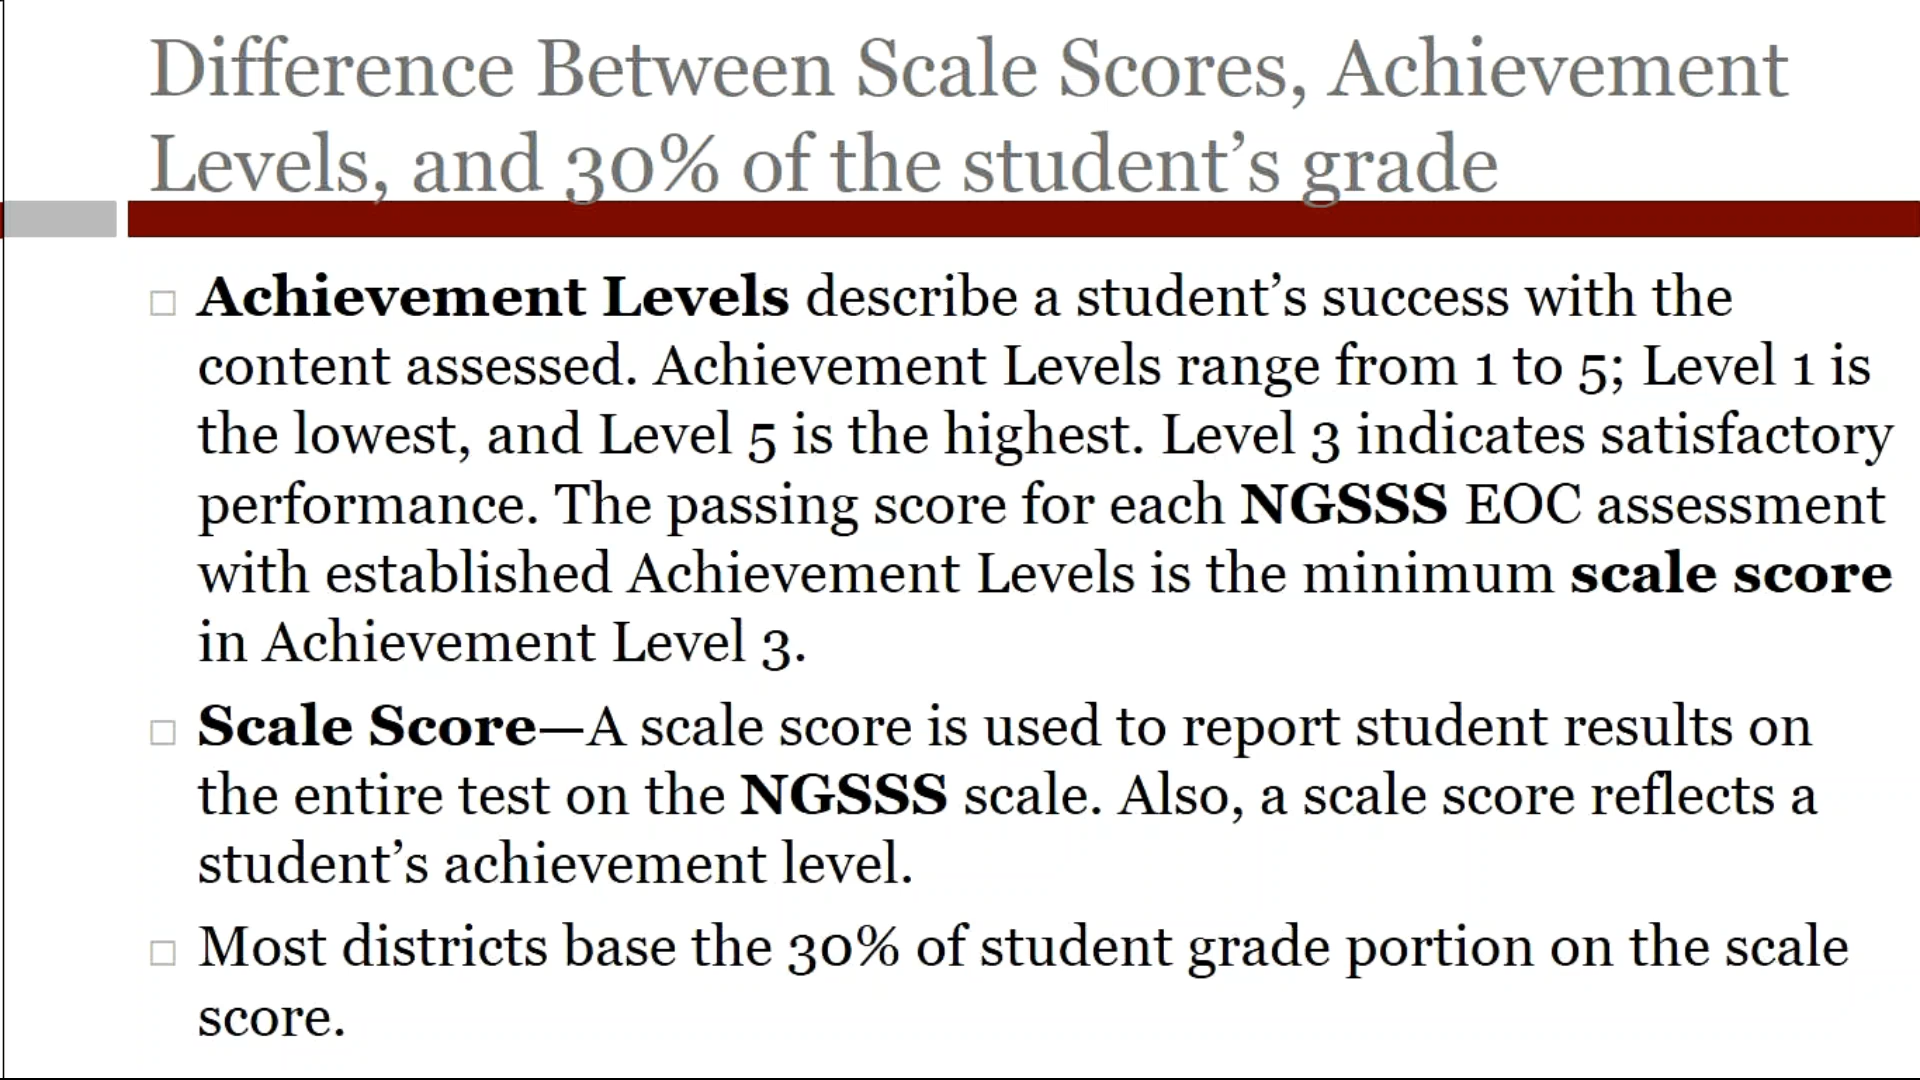 Difference Between Scale Scores, Achievement
Levels, and 30% of the student’s grade
Achievement Levels describe a student’s success with the
content assessed. Achievement Levels range from 1 to 5; Level 1 is
the lowest, and Level 5 is the highest. Level 3 indicates satisfactory
performance. The passing score for each NGSSS EOC assessment
with established Achievement Levels is the minimum scale score
in Achievement Level 3.
Scale Score—A scale score is used to report student results on
the entire test on the NGSSS scale. Also, a scale score reflects a
student’s achievement level.
Most districts base the 30% of student grade portion on the scale
score.